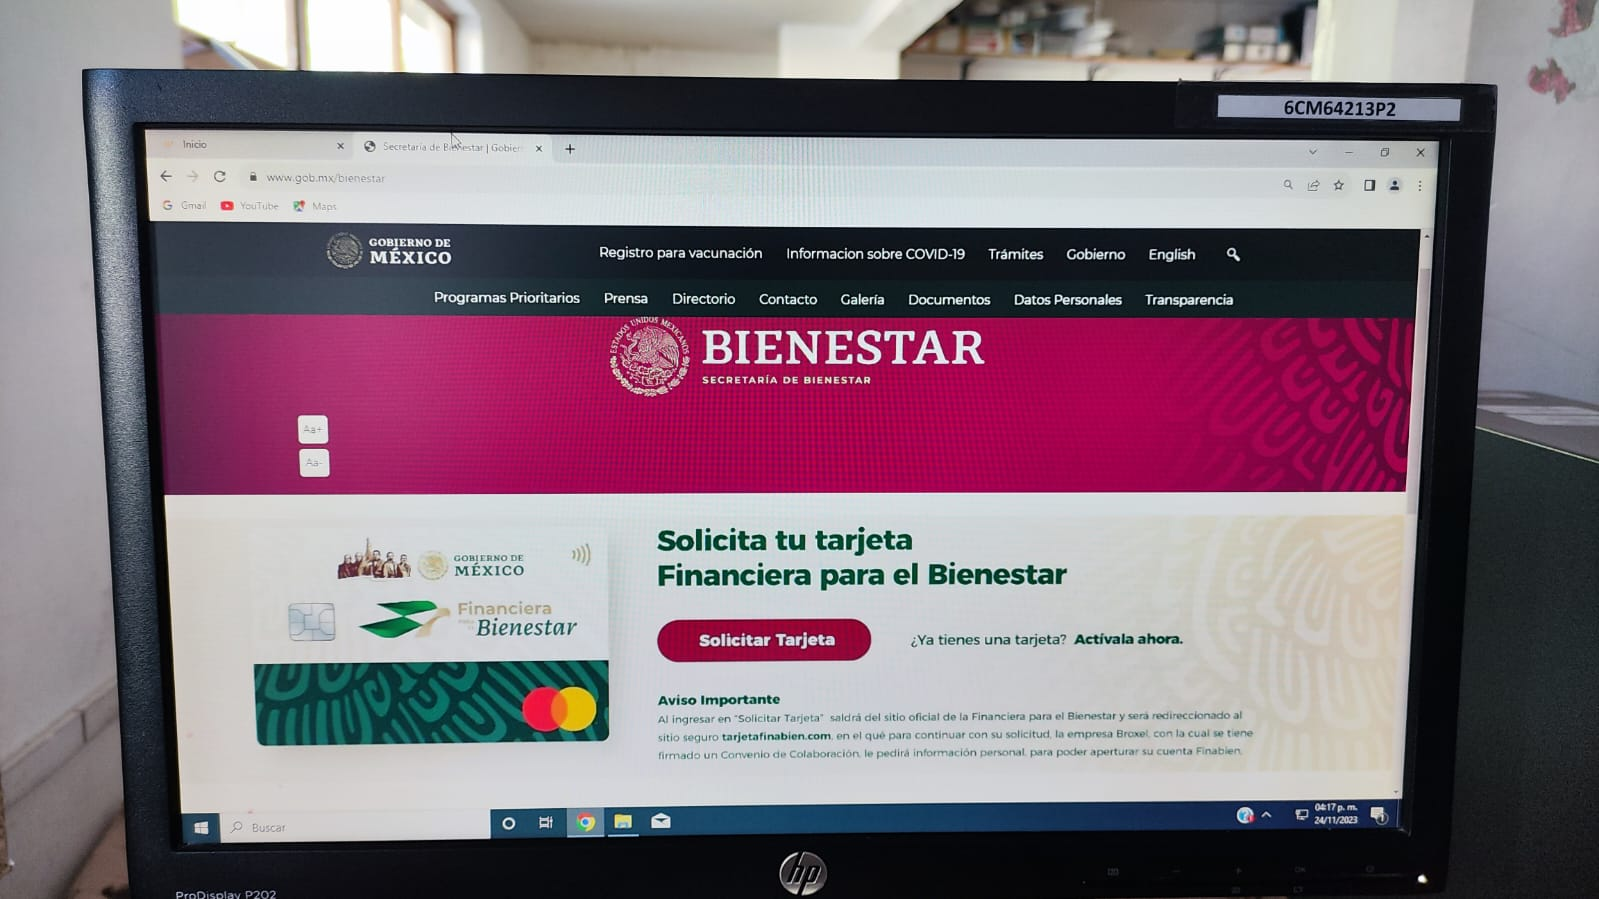 6CM64213P2
Inicio
Secretaría de Bienestar | Gobier
www.gob.mx/bienestar
Gmail YouTube Maps
GOBIERNO DE
MÉXICO
Registro para vacunación Informacion sobre COVID-19 Trámites Gobierno English
Programas Prioritarios Prensa Directorio Contacto Galería Documentos Datos Personales Transparencia
ESTADOS UNIDOS MEXICANOS
BIENESTAR
SECRETARÍA DE BIENESTAR
Aa+
Aa-
GOBIERNO DE
MÉXICO
Financiera
Bienestar
Solicita tu tarjeta
Financiera para el Bienestar
Solicitar Tarjeta
¿Ya tienes una tarjeta? Actívala ahora.
Aviso Importante
Al ingresar en "Solicitar Tarjeta" saldrá del sitio oficial de la Financiera para el Bienestar y será redireccionado al
sitio seguro tarjetafinabien.com, en el qué para continuar con su solicitud, la empresa Broxel, con la cual se tiene
firmado un Convenio de Colaboración, le pedirá información personal, para poder aperturar su cuenta Finabien.
Buscar
04:17 p. m.
24/11/2023
hp
ProDisplay P202